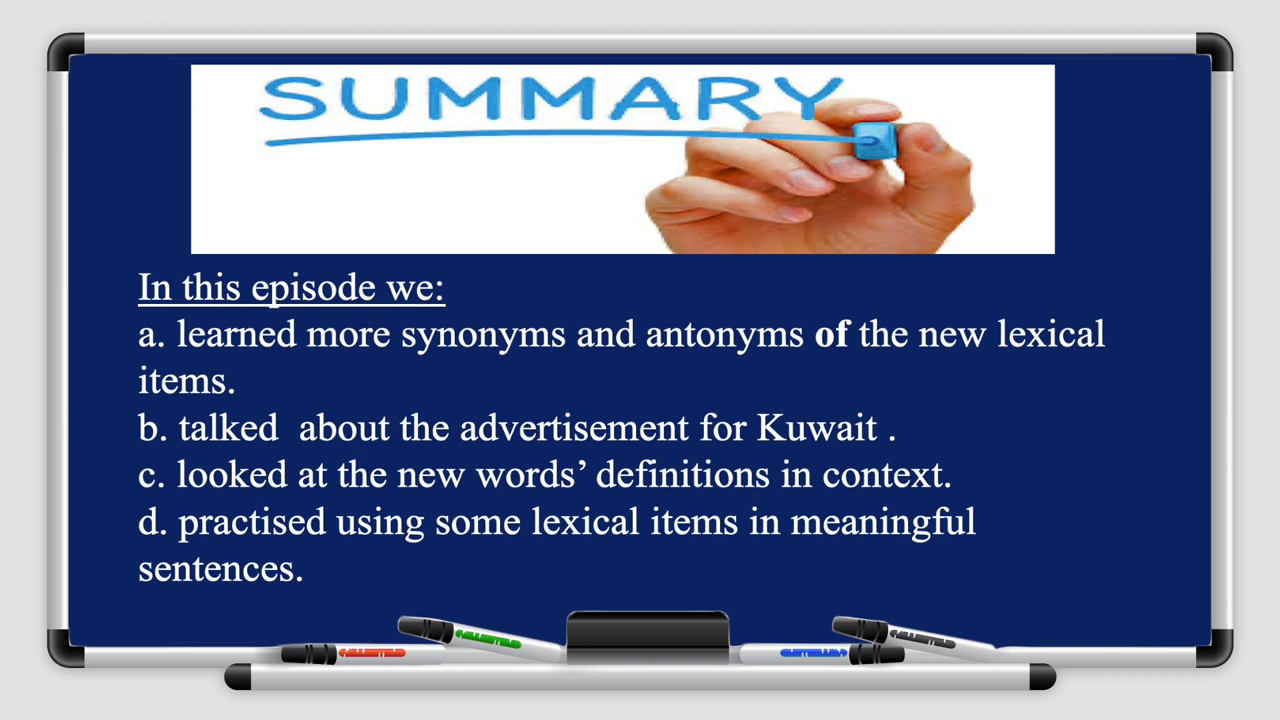 SUMMARY
In this episode we:
a. learned more synonyms and antonyms of the new lexical
items.
b. talked  about the advertisement for Kuwait .
c. looked at the new words’ definitions in context.
d. practised using some lexical items in meaningful
sentences.